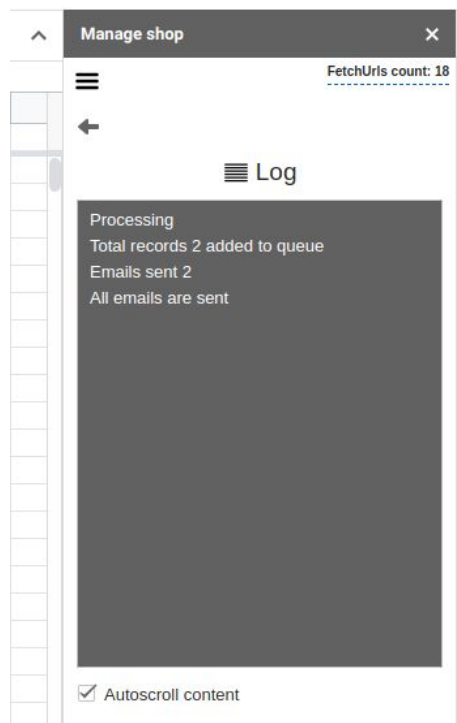 Manage shop
FetchUrls count: 18
Log
Processing
Total records 2 added to queue
Emails sent 2
All emails are sent
Autoscroll content